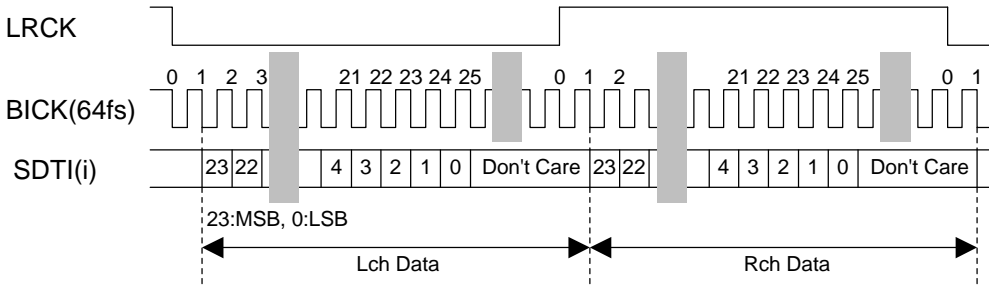 LRCK
0 1 2 3 21 22 23 24 25 0 1 2 21 22 23 24 25 0 1
BICK(64fs)
SDTI(i) 23 22 4 3 2 1 0 Don't Care 23 22 4 3 2 1 0 Don't Care
23:MSB, 0:LSB
Lch Data Rch Data